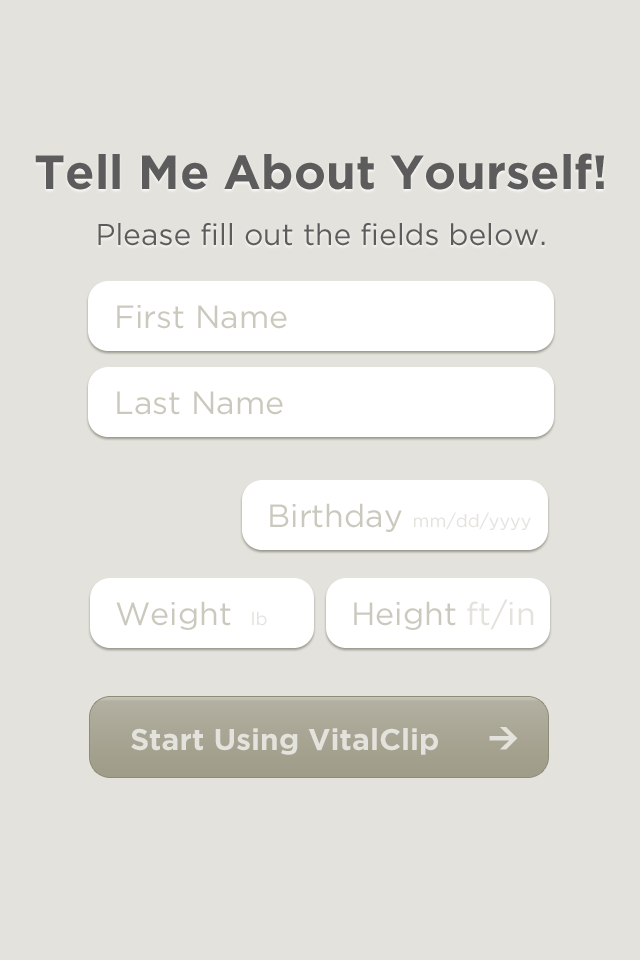 Tell Me About Yourself!
Please fill out the fields below.
First Name
Last Name
Birthday mm/dd/yyyy
Weight lb
Height ft/in
Start Using VitalClip →